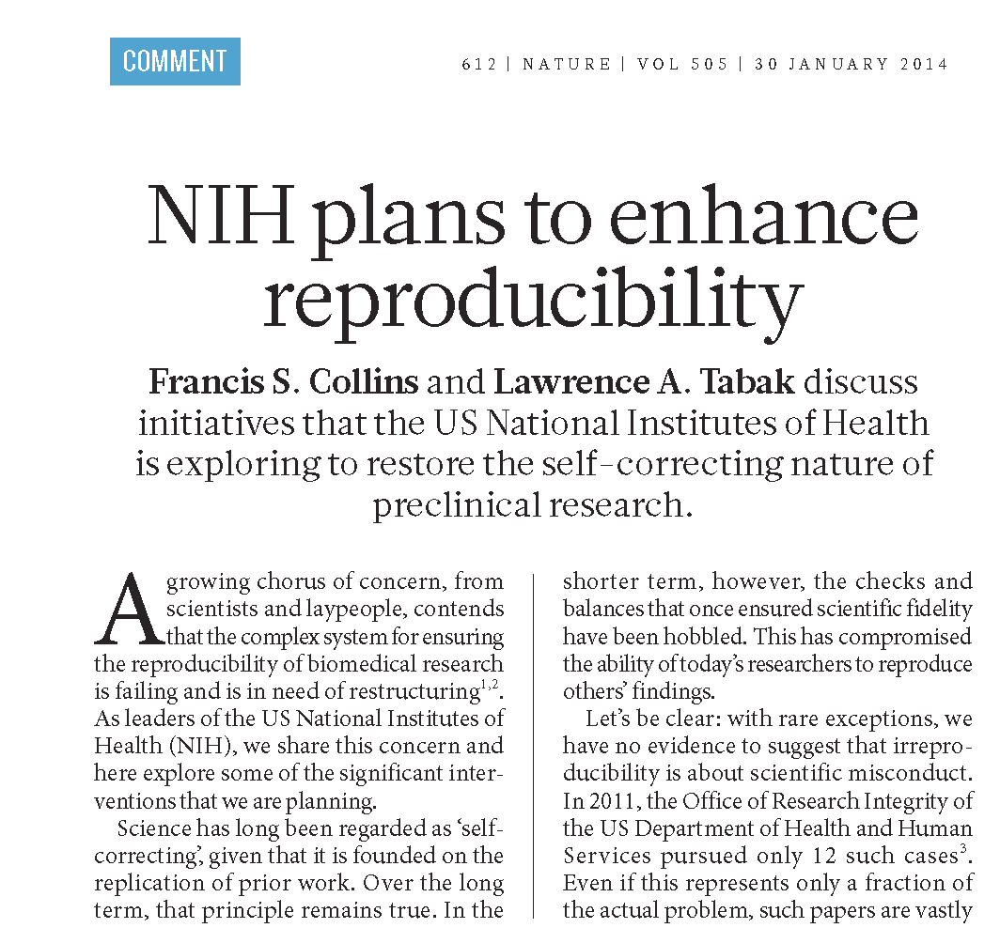 COMMENT
612 | NATURE | VOL 505 | 30 JANUARY 2014
NIH plans to enhance
reproducibility
Francis S. Collins and Lawrence A. Tabak discuss
initiatives that the US National Institutes of Health
is exploring to restore the self-correcting nature of
preclinical research.
A growing chorus of concern, from
scientists and laypeople, contends
that the complex system for ensuring
the reproducibility of biomedical research
is failing and is in need of restructuring1,2.
As leaders of the US National Institutes of
Health (NIH), we share this concern and
here explore some of the significant inter-
ventions that we are planning.
Science has long been regarded as ‘self-
correcting’, given that it is founded on the
replication of prior work. Over the long
term, that principle remains true. In the
shorter term, however, the checks and
balances that once ensured scientific fidelity
have been hobbled. This has compromised
the ability of today’s researchers to reproduce
others’ findings.
Let’s be clear: with rare exceptions, we
have no evidence to suggest that irrepro-
ducibility is about scientific misconduct.
In 2011, the Office of Research Integrity of
the US Department of Health and Human
Services pursued only 12 such cases3.
Even if this represents only a fraction of
the actual problem, such papers are vastly